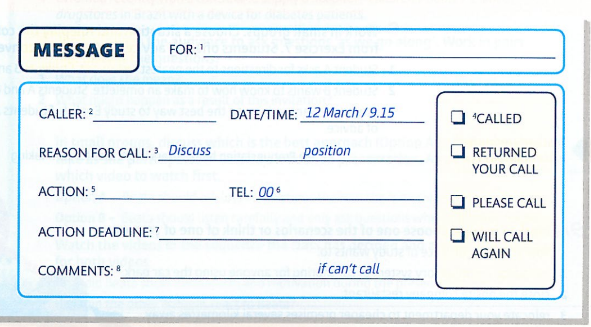 MESSAGE
FOR: 1
CALLER: 2 DATE/TIME: 12 March / 9.15
REASON FOR CALL: 3 Discuss position
ACTION: 5 TEL: 00 6
ACTION DEADLINE: 7
COMMENTS: 8 if can't call
4CALLED
RETURNED
YOUR CALL
PLEASE CALL
WILL CALL
AGAIN